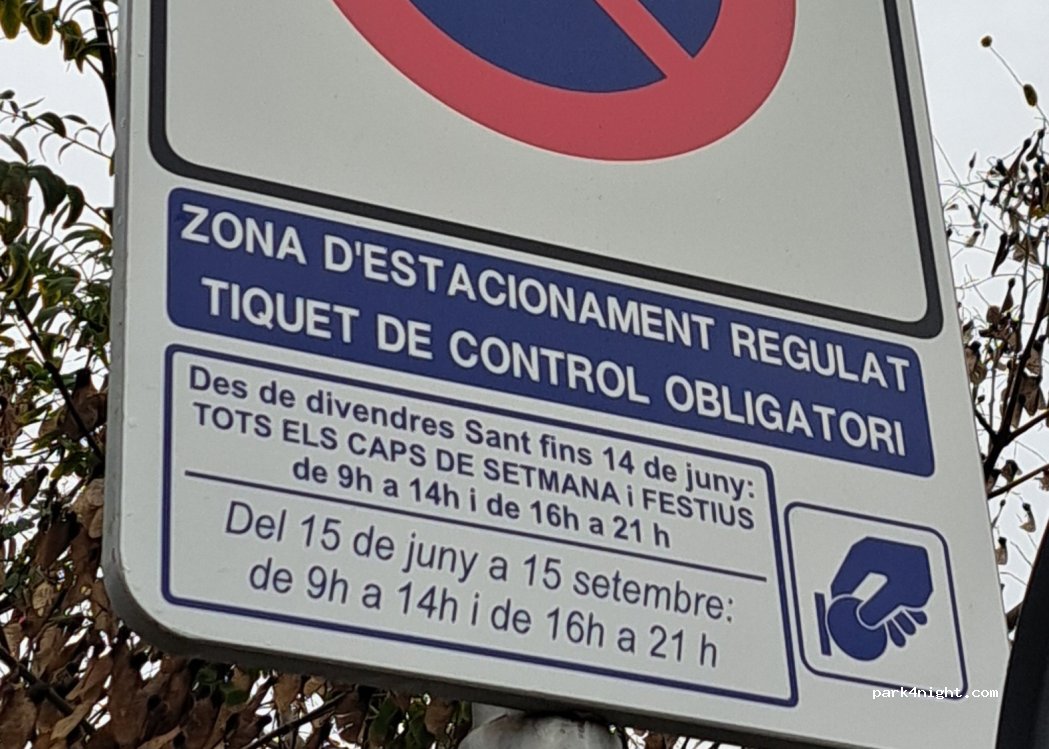 ZONA D'ESTACIONAMENT REGULAT
TIQUET DE CONTROL OBLIGATORI
Des de divendres Sant fins 14 de juny:
TOTS ELS CAPS DE SETMANA i FESTIUS
de 9h a 14h i de 16h a 21 h
Del 15 de juny a 15 setembre:
de 9h a 14h i de 16h a 21 h
park4night.com